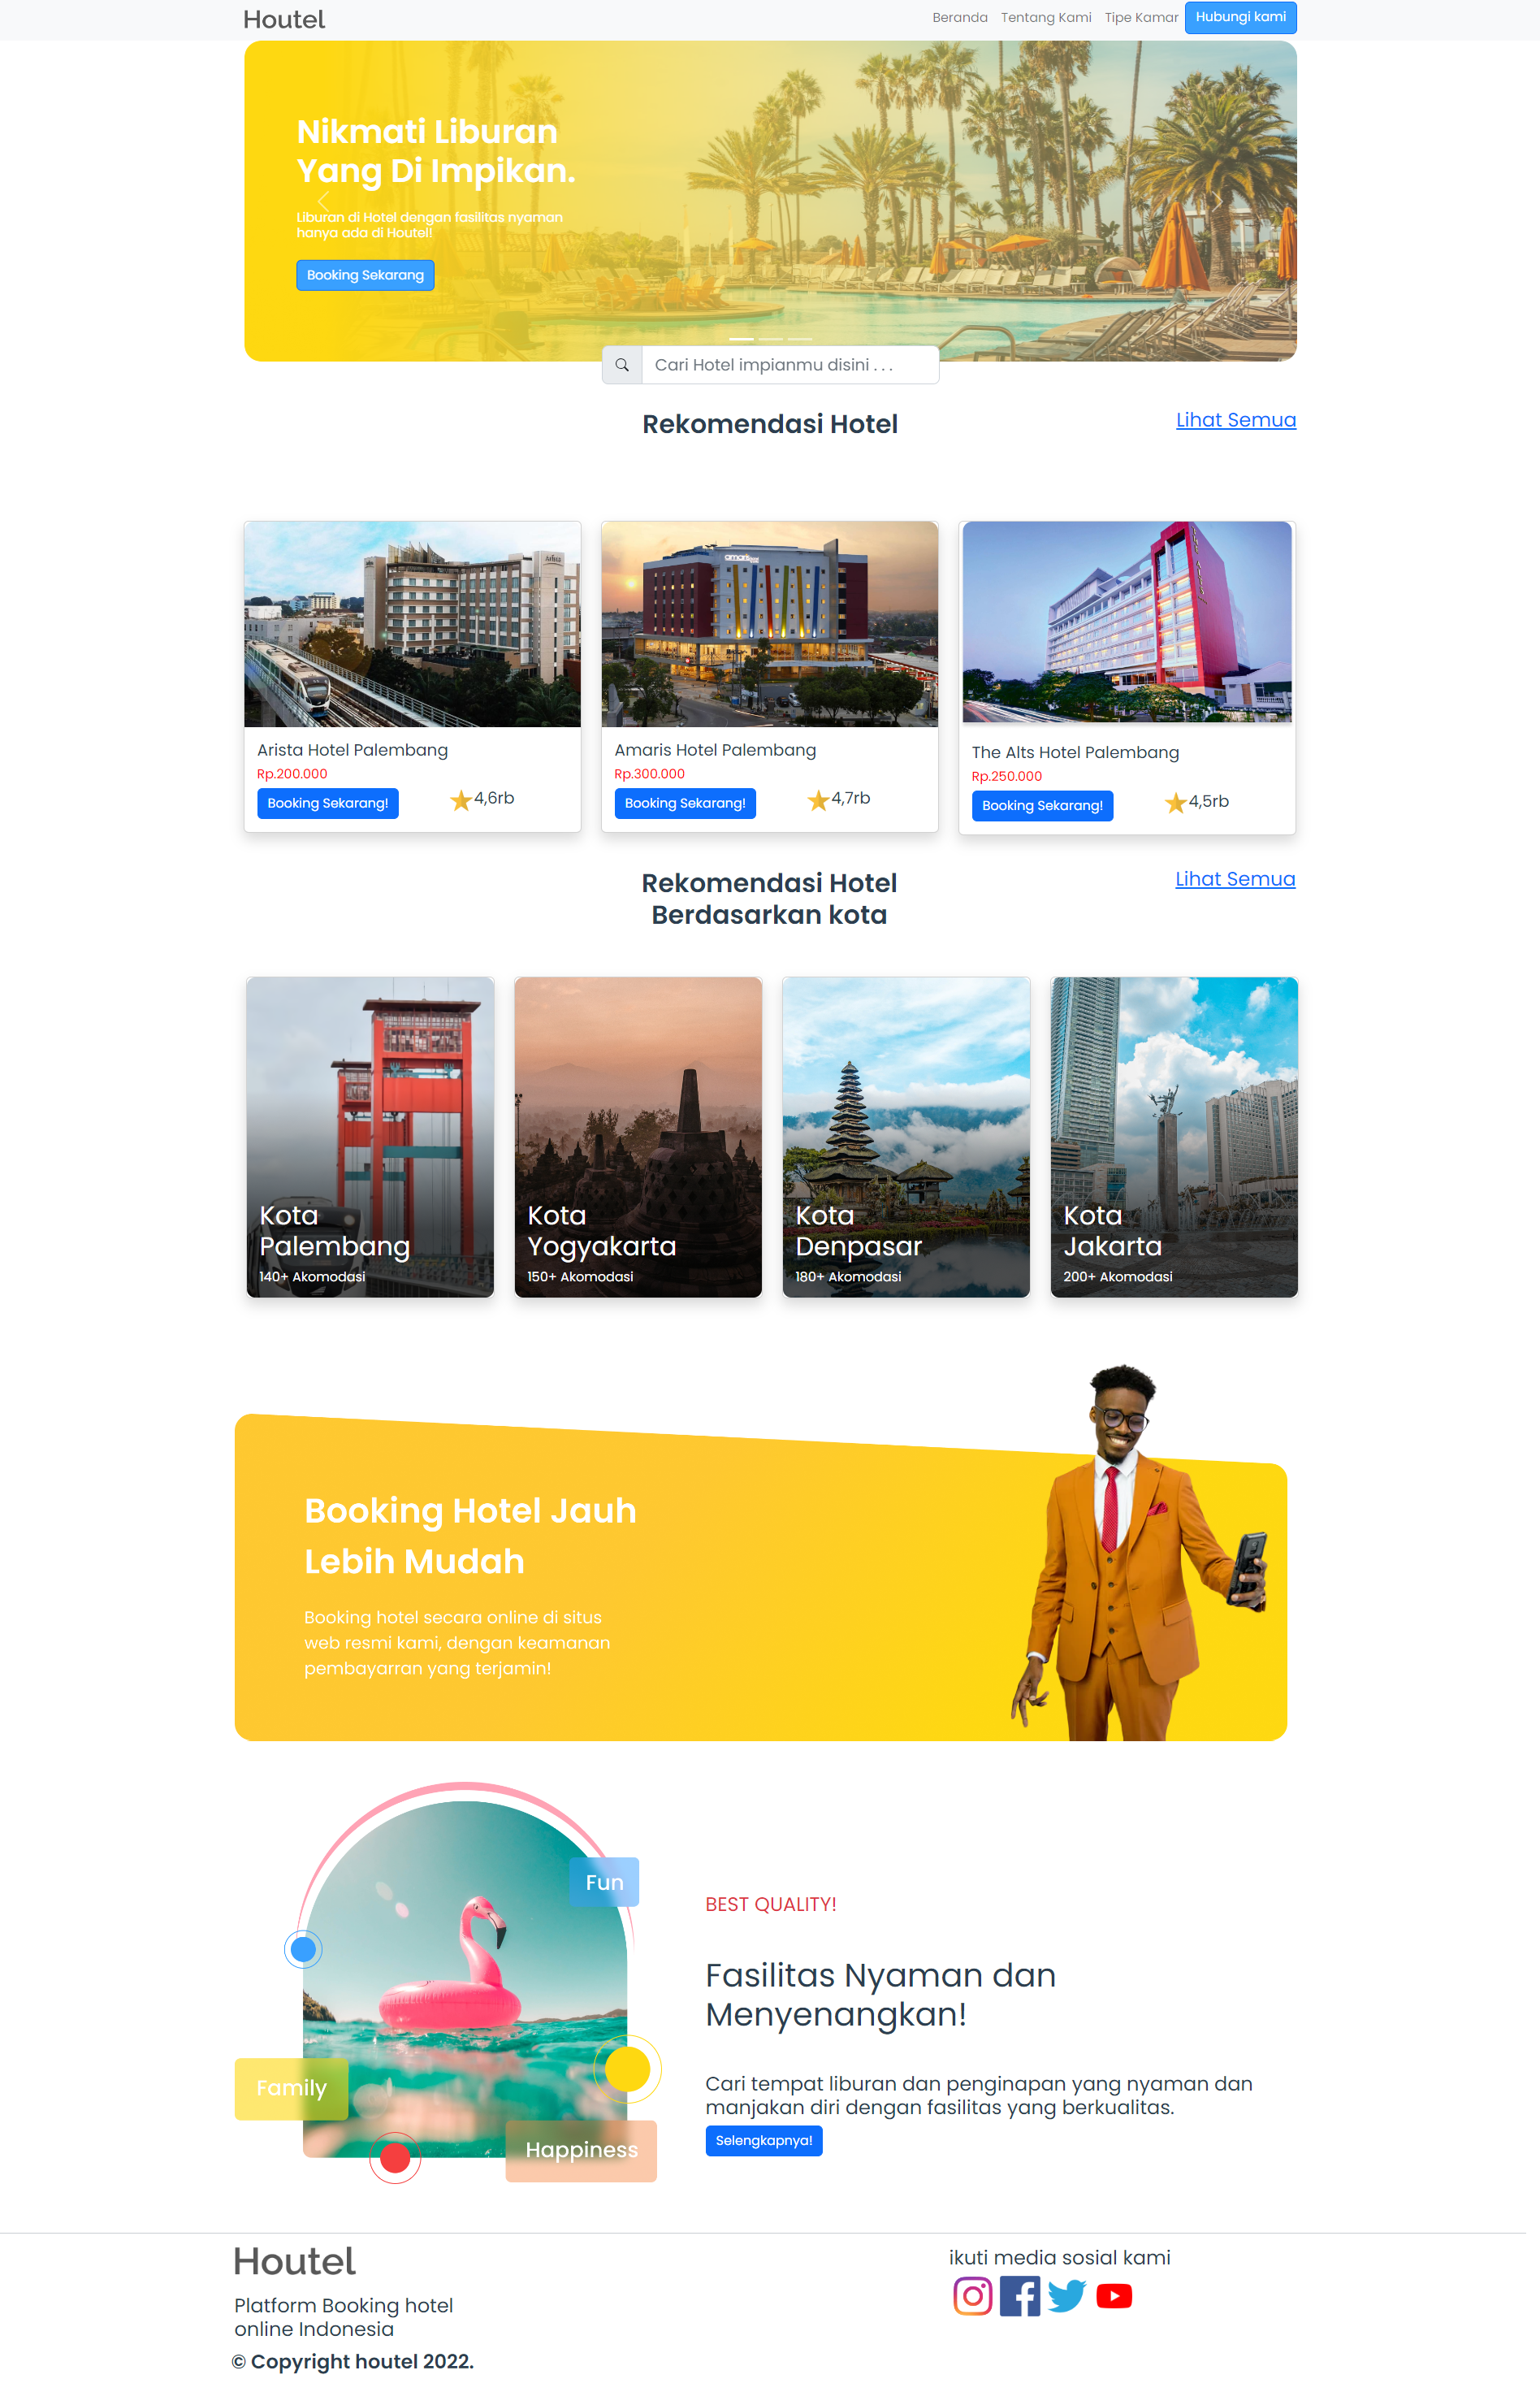 Houtel
Beranda
Tentang Kami
Tipe Kamar
Hubungi kami
Nikmati Liburan
Yang Di Impikan.
Liburan di Hotel dengan fasilitas nyaman
hanya ada di Houtel!
Booking Sekarang
Cari Hotel impianmu disini . . .
Rekomendasi Hotel
Lihat Semua
amaris
Arista Hotel Palembang
Rp.200.000
Booking Sekarang!
4,6rb
Amaris Hotel Palembang
Rp.300.000
Booking Sekarang!
4,7rb
The Alts Hotel Palembang
Rp.250.000
Booking Sekarang!
4,5rb
Rekomendasi Hotel
Berdasarkan kota
Lihat Semua
Kota
Palembang
140+ Akomodasi
Kota
Yogyakarta
150+ Akomodasi
Kota
Denpasar
180+ Akomodasi
Kota
Jakarta
200+ Akomodasi
Booking Hotel Jauh
Lebih Mudah
Booking hotel secara online di situs
web resmi kami, dengan keamanan
pembayarran yang terjamin!
Fun
Family
Happiness
BEST QUALITY!
Fasilitas Nyaman dan
Menyenangkan!
Cari tempat liburan dan penginapan yang nyaman dan
manjakan diri dengan fasilitas yang berkualitas.
Selengkapnya!
Houtel
Platform Booking hotel
online Indonesia
© Copyright houtel 2022.
ikuti media sosial kami